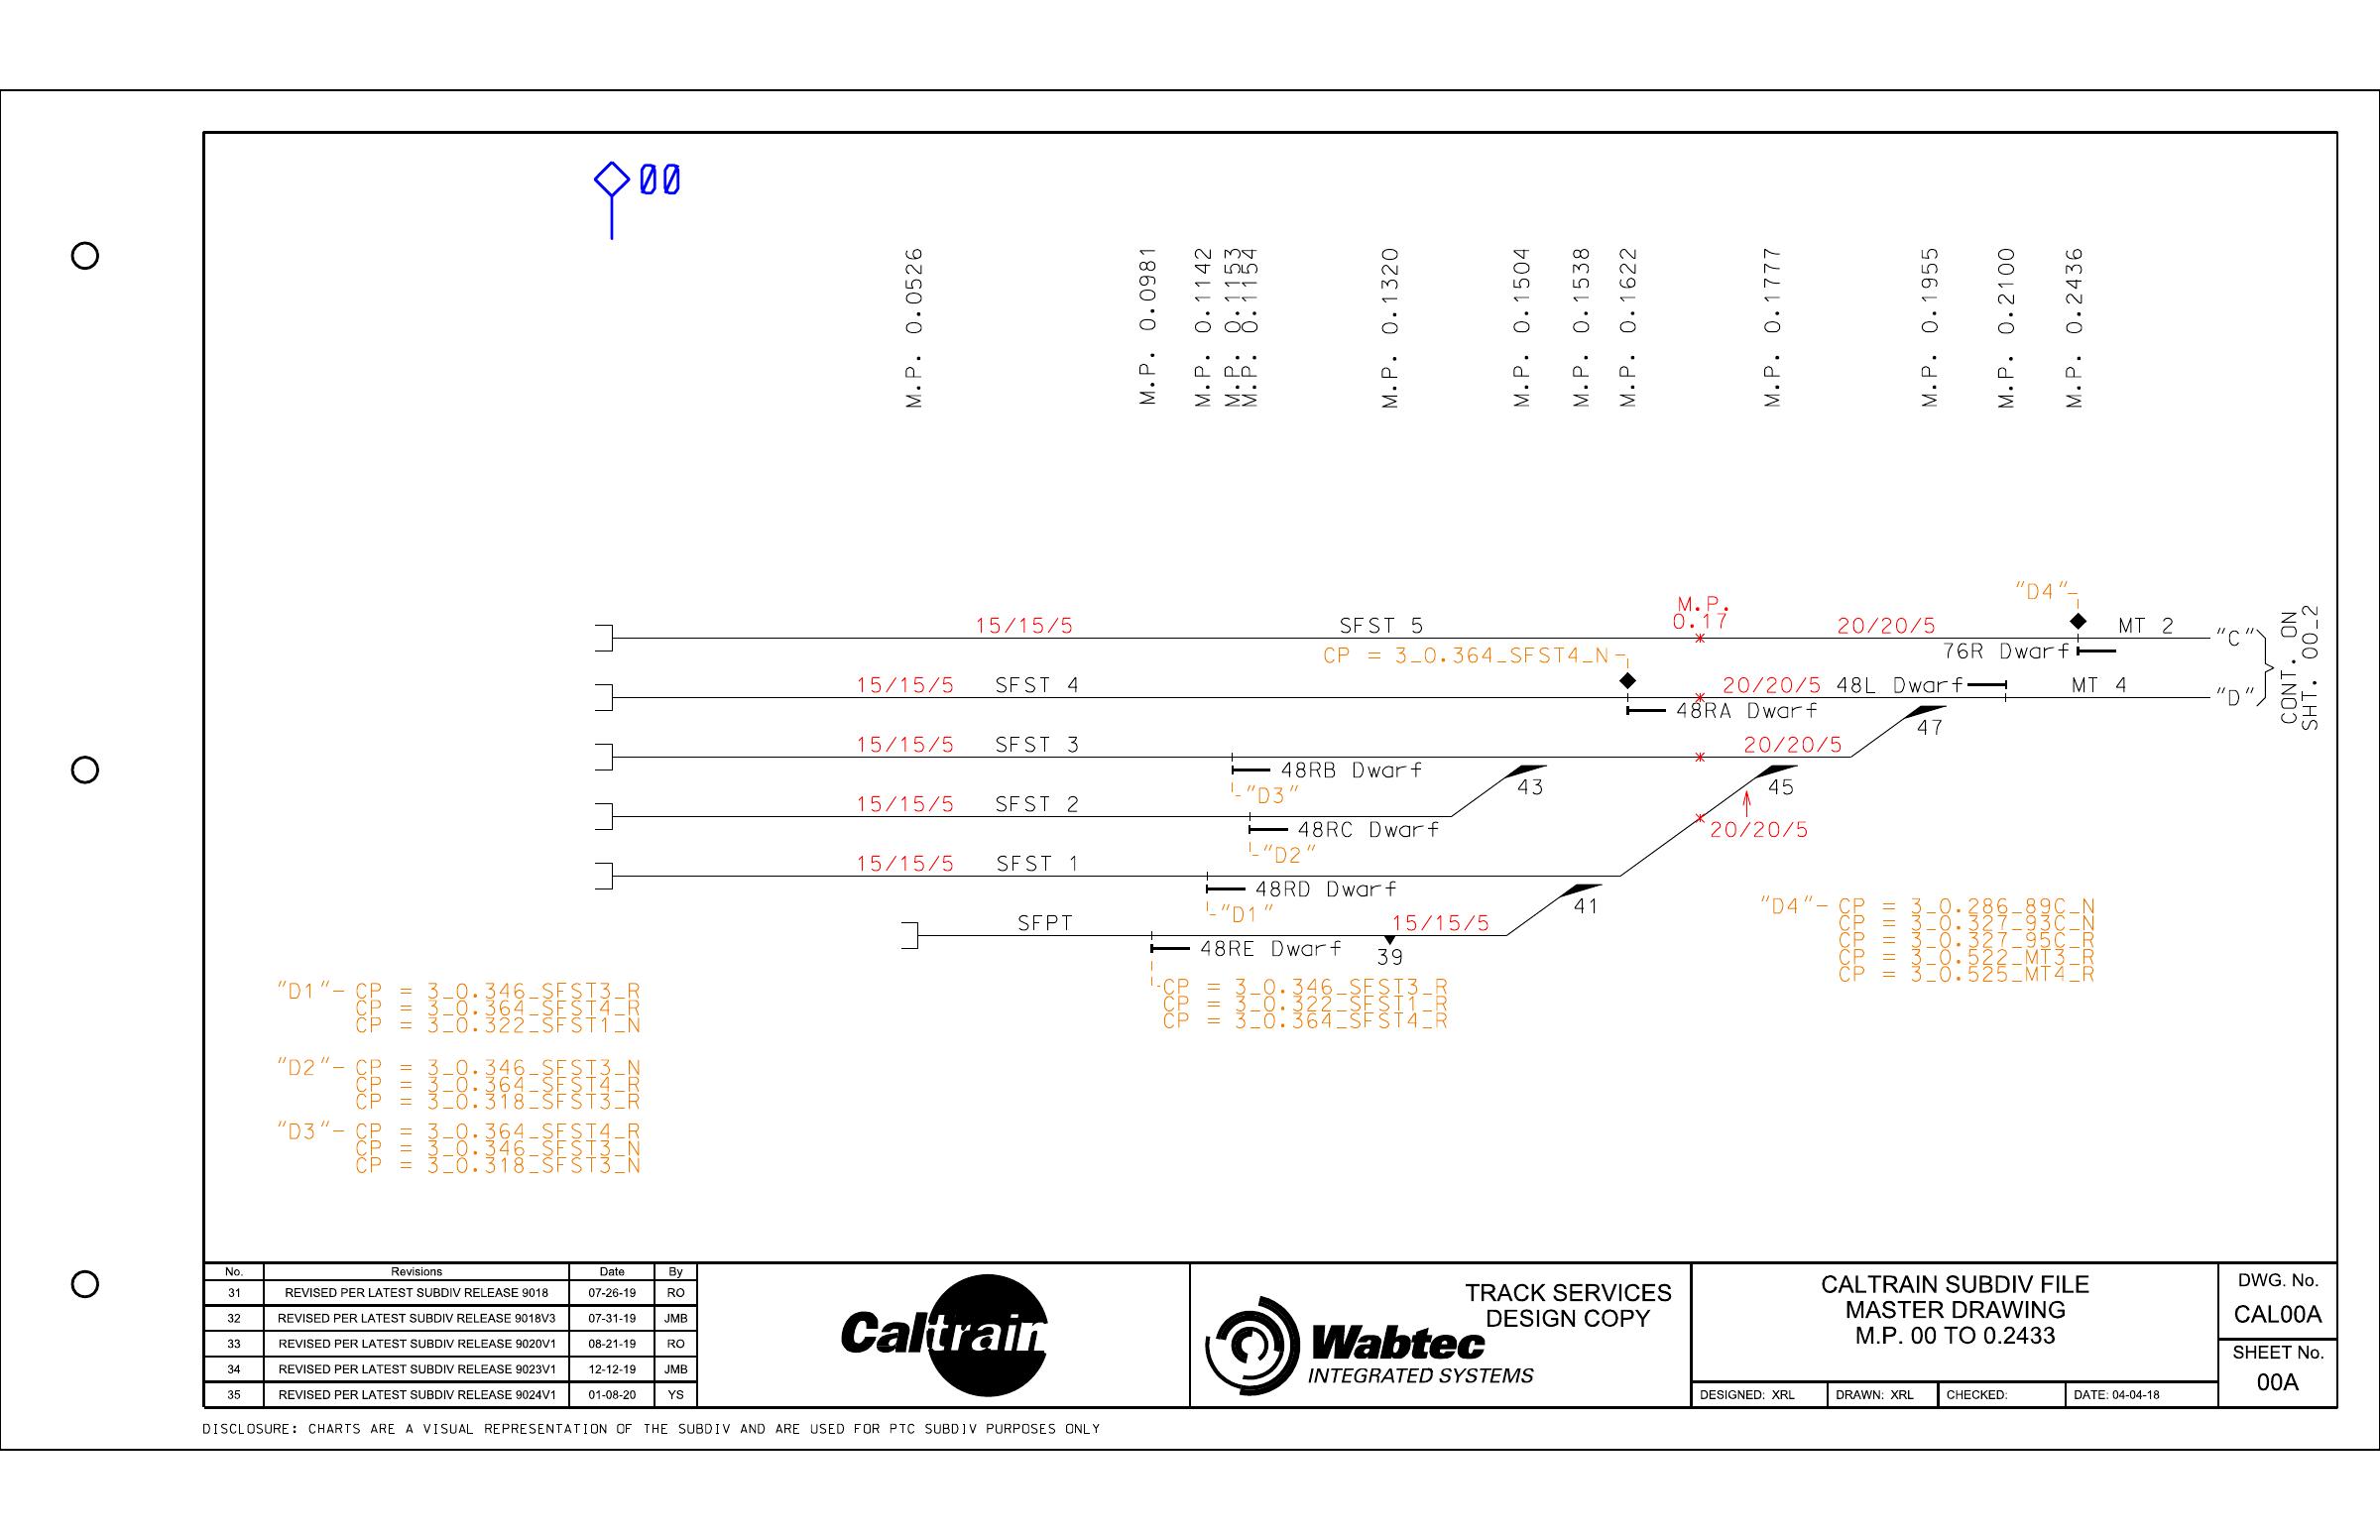 00
M.P. 0.0526
M.P. 0.0981
M.P. 0.1142
M.P. 0.1153
M.P. 0.1154
M.P. 0.1320
M.P. 0.1504
M.P. 0.1538
M.P. 0.1622
M.P. 0.1777
M.P. 0.1955
M.P. 0.2100
M.P. 0.2436
"D4"-
M.P.
0.17
15/15/5 SFST 5 20/20/5 MT 2 "C"
CP = 3_0.364_SFST4_N
76R Dwarf
15/15/5 SFST 4 20/20/5 48L Dwarf MT 4 "D"
CONT. ON
SHT. 00_2
48RA Dwarf
47
15/15/5 SFST 3 20/20/5
48RB Dwarf
43
45
"D3"
15/15/5 SFST 2
48RC Dwarf
20/20/5
"D2"
15/15/5 SFST 1
48RD Dwarf
41
"D1"
SFPT 15/15/5
48RE Dwarf
39
"D4"- CP = 3_0.286_89C_N
CP = 3_0.327_93C_N
CP = 3_0.327_95C_R
CP = 3_0.522_MT3_R
CP = 3_0.525_MT4_R
CP = 3_0.346_SFST3_R
CP = 3_0.322_SFST1_R
CP = 3_0.364_SFST4_R
"D1"- CP = 3_0.346_SFST3_R
CP = 3_0.364_SFST4_R
CP = 3_0.322_SFST1_N
"D2"- CP = 3_0.346_SFST3_N
CP = 3_0.364_SFST4_R
CP = 3_0.318_SFST3_R
"D3"- CP = 3_0.364_SFST4_R
CP = 3_0.346_SFST3_N
CP = 3_0.318_SFST3_N
No. Revisions Date By
31 REVISED PER LATEST SUBDIV RELEASE 9018 07-26-19 RO
32 REVISED PER LATEST SUBDIV RELEASE 9018V3 07-31-19 JMB
33 REVISED PER LATEST SUBDIV RELEASE 9020V1 08-21-19 RO
34 REVISED PER LATEST SUBDIV RELEASE 9023V1 12-12-19 JMB
35 REVISED PER LATEST SUBDIV RELEASE 9024V1 01-08-20 YS
Caltrain
TRACK SERVICES
DESIGN COPY
Wabtec
INTEGRATED SYSTEMS
CALTRAIN SUBDIV FILE
MASTER DRAWING
M.P. 00 TO 0.2433
DESIGNED: XRL DRAWN: XRL CHECKED: DATE: 04-04-18
DWG. No.
CAL00A
SHEET No.
00A
DISCLOSURE: CHARTS ARE A VISUAL REPRESENTATION OF THE SUBDIV AND ARE USED FOR PTC SUBDIV PURPOSES ONLY